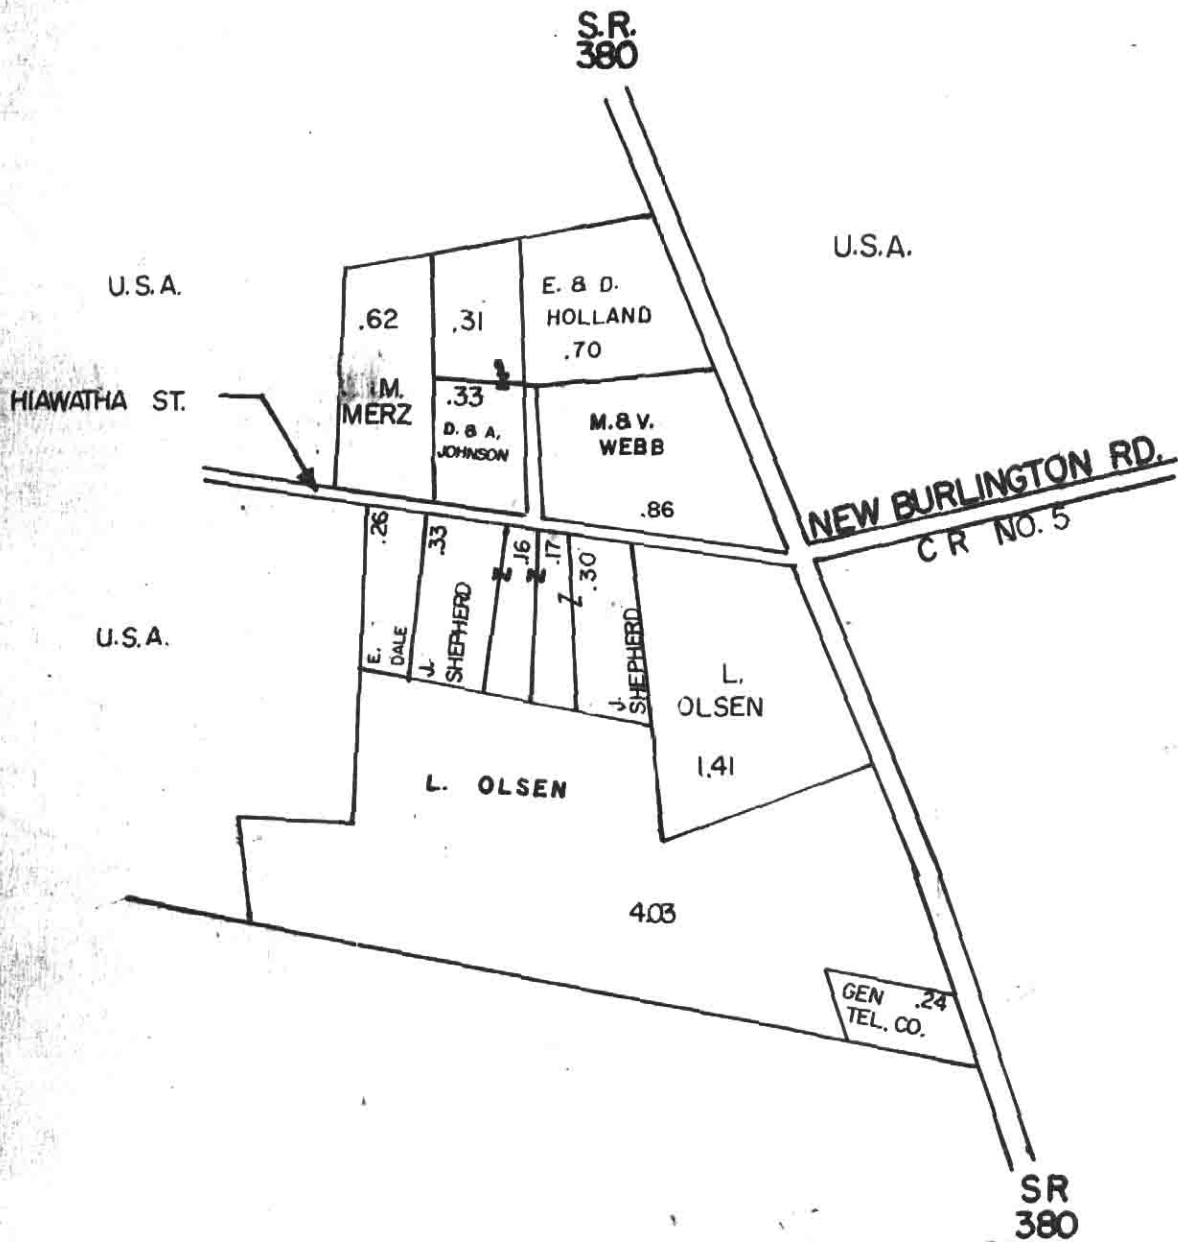 S.R.
380
U.S.A.
U.S.A.
E. & D.
HOLLAND
.70
.62
.31
M.
MERZ
.33
D. & A.
JOHNSON
M. & V.
WEBB
.86
HIAWATHA ST.
NEW BURLINGTON RD.
CR NO. 5
.26
E.
DALE
.33
J.
SHEPHERD
.16
.17
.30
J.
SHEPHERD
U.S.A.
L.
OLSEN
1.41
L. OLSEN
4.03
GEN .24
TEL. CO.
SR
380